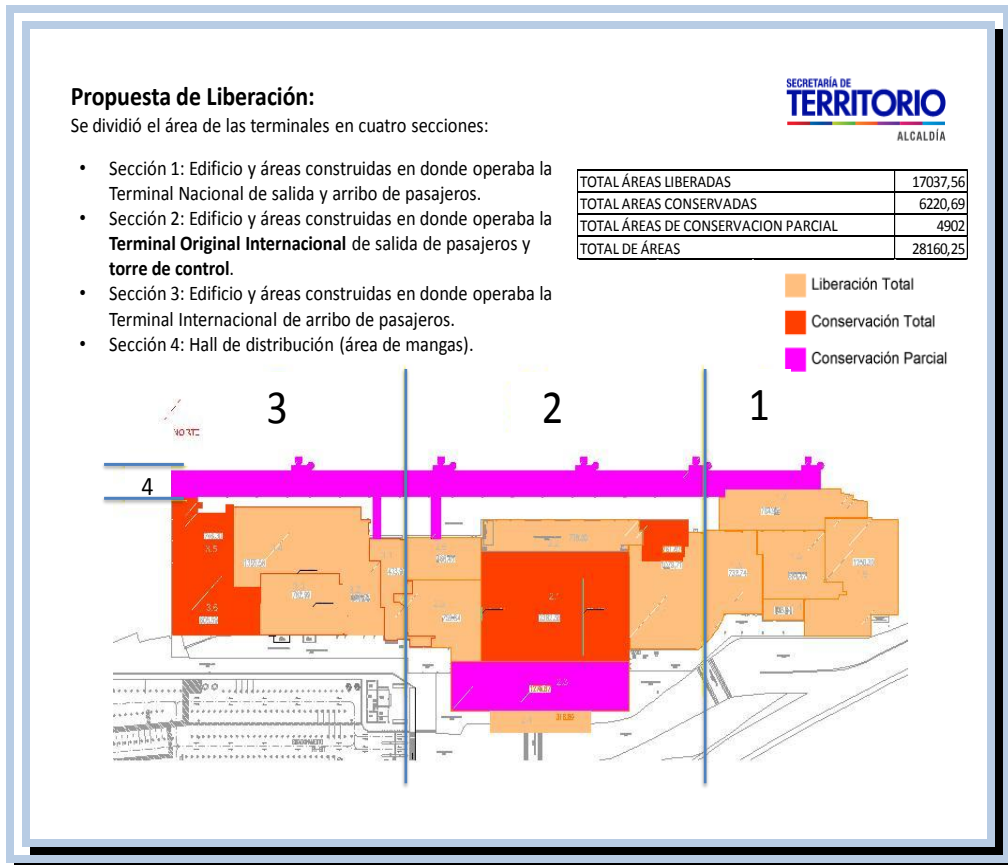 Propuesta de Liberación:
Se dividió el área de las terminales en cuatro secciones:
• Sección 1: Edificio y áreas construidas en donde operaba la
Terminal Nacional de salida y arribo de pasajeros.
• Sección 2: Edificio y áreas construidas en donde operaba la
Terminal Original Internacional de salida de pasajeros y
torre de control.
• Sección 3: Edificio y áreas construidas en donde operaba la
Terminal Internacional de arribo de pasajeros.
• Sección 4: Hall de distribución (área de mangas).
SECRETARÍA DE
TERRITORIO
ALCALDÍA
TOTAL ÁREAS LIBERADAS 17037,56
TOTAL AREAS CONSERVADAS 6220,69
TOTAL ÁREAS DE CONSERVACION PARCIAL 4902
TOTAL DE ÁREAS 28160,25
Liberación Total
Conservación Total
Conservación Parcial
3 2 1
NORTE
4
3.5
3.6